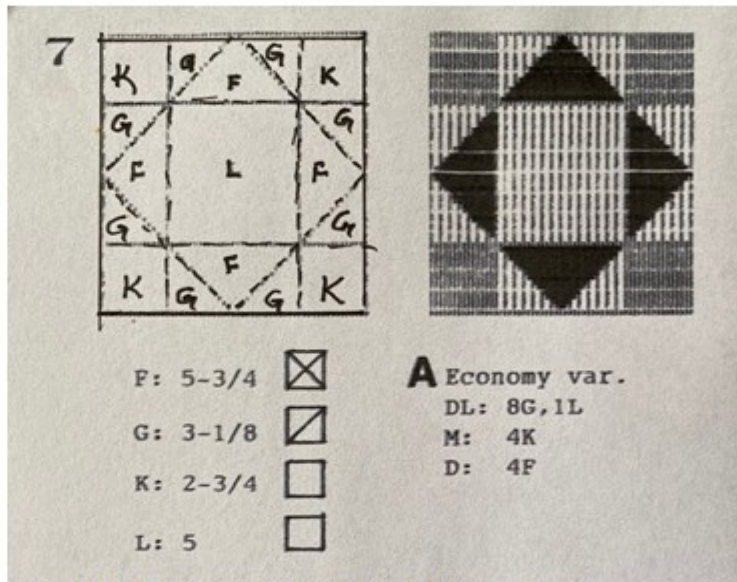 7
K G F G K
G G
F L F
G G
F
K G G K
F: 5-3/4
G: 3-1/8
K: 2-3/4
L: 5
A Economy var.
DL: 8G,1L
M: 4K
D: 4F